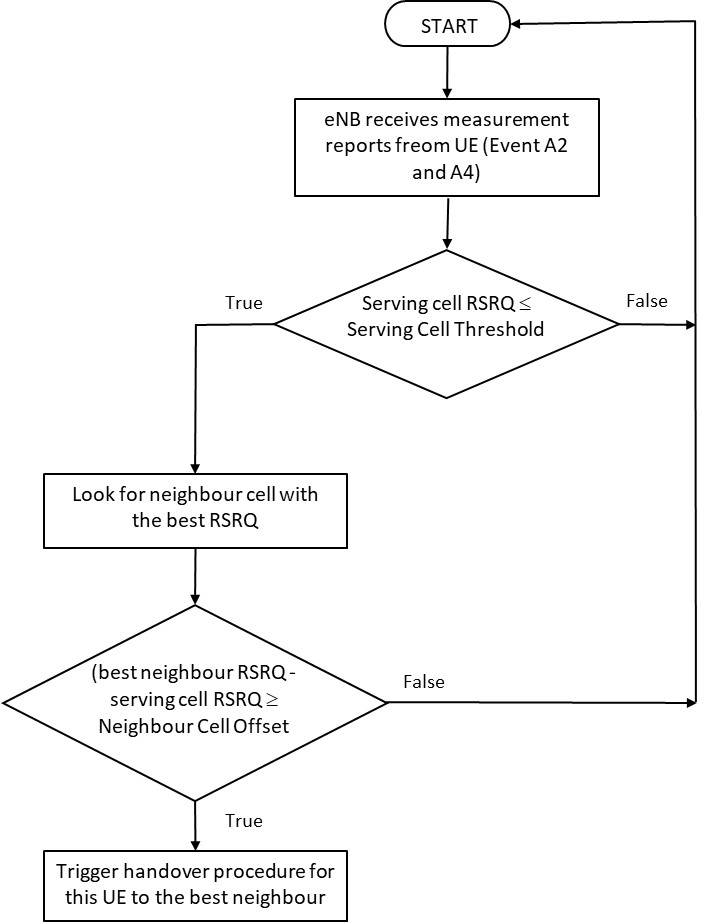 START
eNB receives measurement
reports freom UE (Event A2
and A4)
True
Serving cell RSRQ ≤
Serving Cell Threshold
False
Look for neighbour cell with
the best RSRQ
(best neighbour RSRQ -
serving cell RSRQ ≥
Neighbour Cell Offset
False
True
Trigger handover procedure for
this UE to the best neighbour